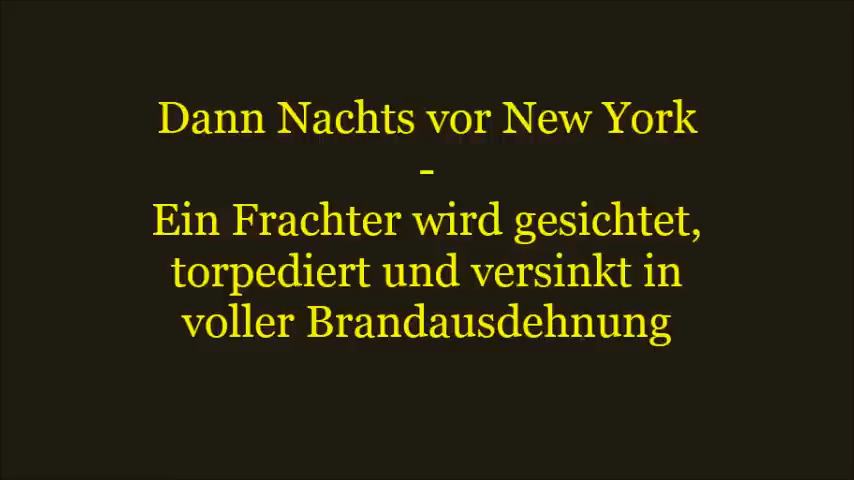 Dann Nachts vor New York
-
Ein Frachter wird gesichtet,
torpediert und versinkt in
voller Brandausdehnung